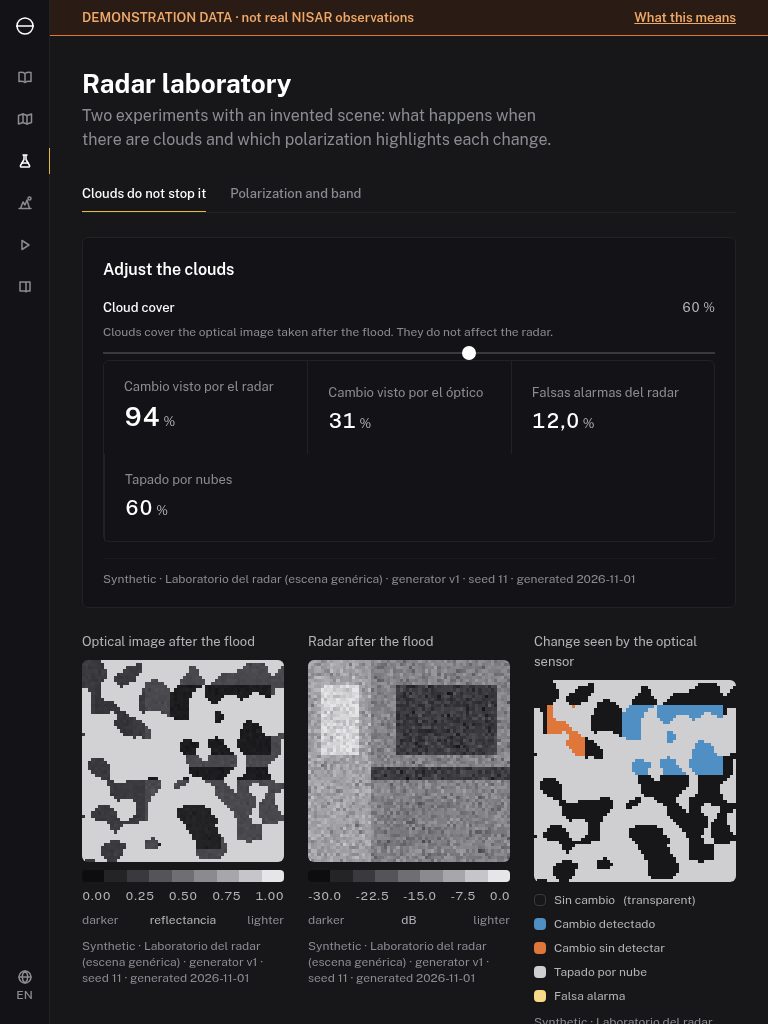 DEMONSTRATION DATA · not real NISAR observations
What this means
Radar laboratory
Two experiments with an invented scene: what happens when
there are clouds and which polarization highlights each change.
Clouds do not stop it
Polarization and band
Adjust the clouds
Cloud cover
60 %
Clouds cover the optical image taken after the flood. They do not affect the radar.
Cambio visto por el radar
94 %
Cambio visto por el óptico
31 %
Falsas alarmas del radar
12,0 %
Tapado por nubes
60 %
Synthetic · Laboratorio del radar (escena genérica) · generator v1 · seed 11 · generated 2026-11-01
Optical image after the flood
0.00 0.25 0.50 0.75 1.00
darker reflectancia lighter
Synthetic · Laboratorio del radar
(escena genérica) · generator v1 ·
seed 11 · generated 2026-11-01
Radar after the flood
-30.0 -22.5 -15.0 -7.5 0.0
darker dB lighter
Synthetic · Laboratorio del radar
(escena genérica) · generator v1 ·
seed 11 · generated 2026-11-01
Change seen by the optical
sensor
Sin cambio (transparent)
Cambio detectado
Cambio sin detectar
Tapado por nube
Falsa alarma
Synthetic · Laboratorio del radar
EN